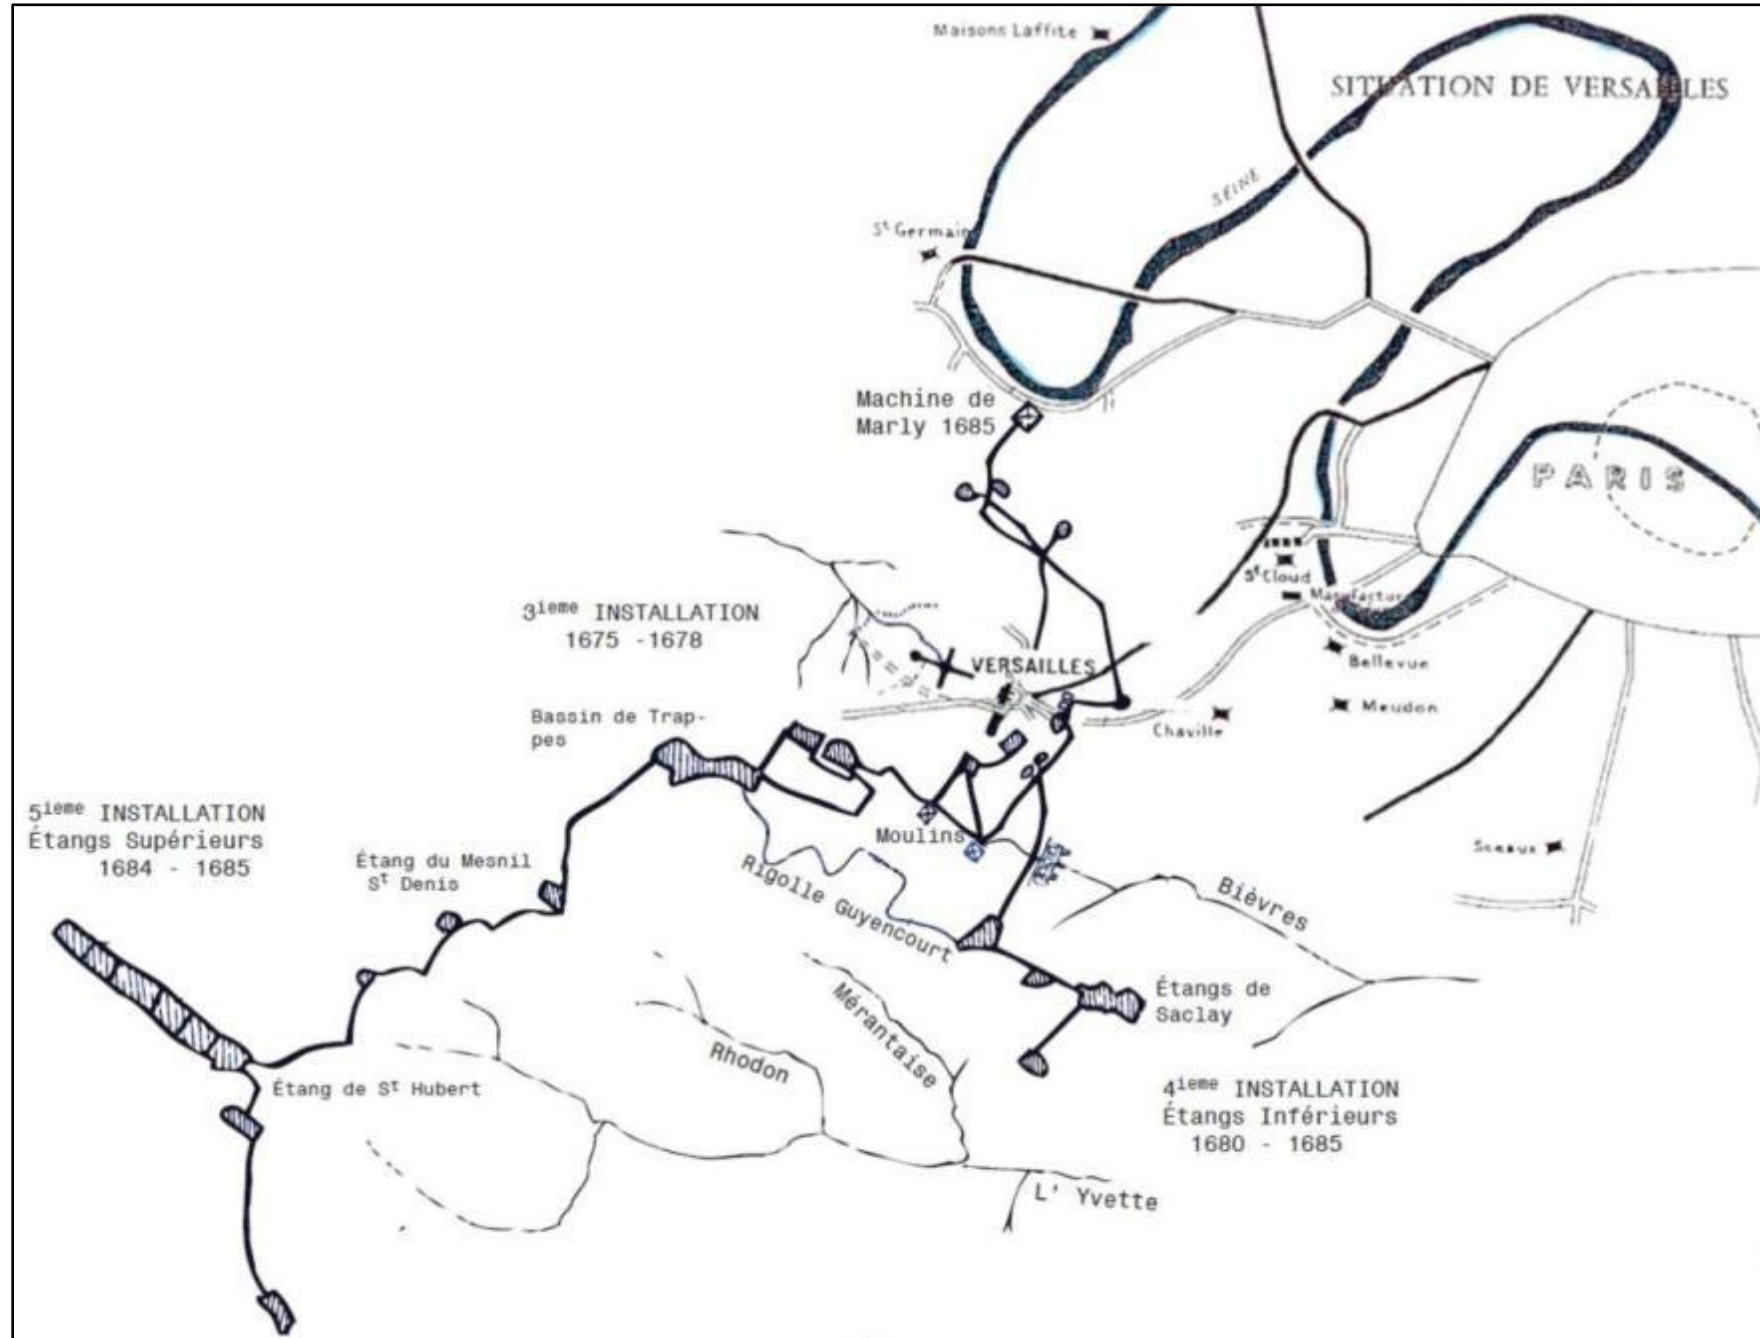 Maisons Laffite
SITUATION DE VERSAILLES
SEINE
St Germain
Machine de
Marly 1685
PARIS
St Cloud
3ieme INSTALLATION
1675 -1678
VERSAILLES
Bellevue
Meudon
Chaville
Bassin de Trap-
pes
5ieme INSTALLATION
Étangs Supérieurs
1684 - 1685
Étang du Mesnil
St Denis
Moulins
Sceaux
Rigolle Guyencourt
Bièvres
Étangs de
Saclay
Mérantaise
Rhodon
Étang de St Hubert
4ieme INSTALLATION
Étangs Inférieurs
1680 - 1685
L' Yvette